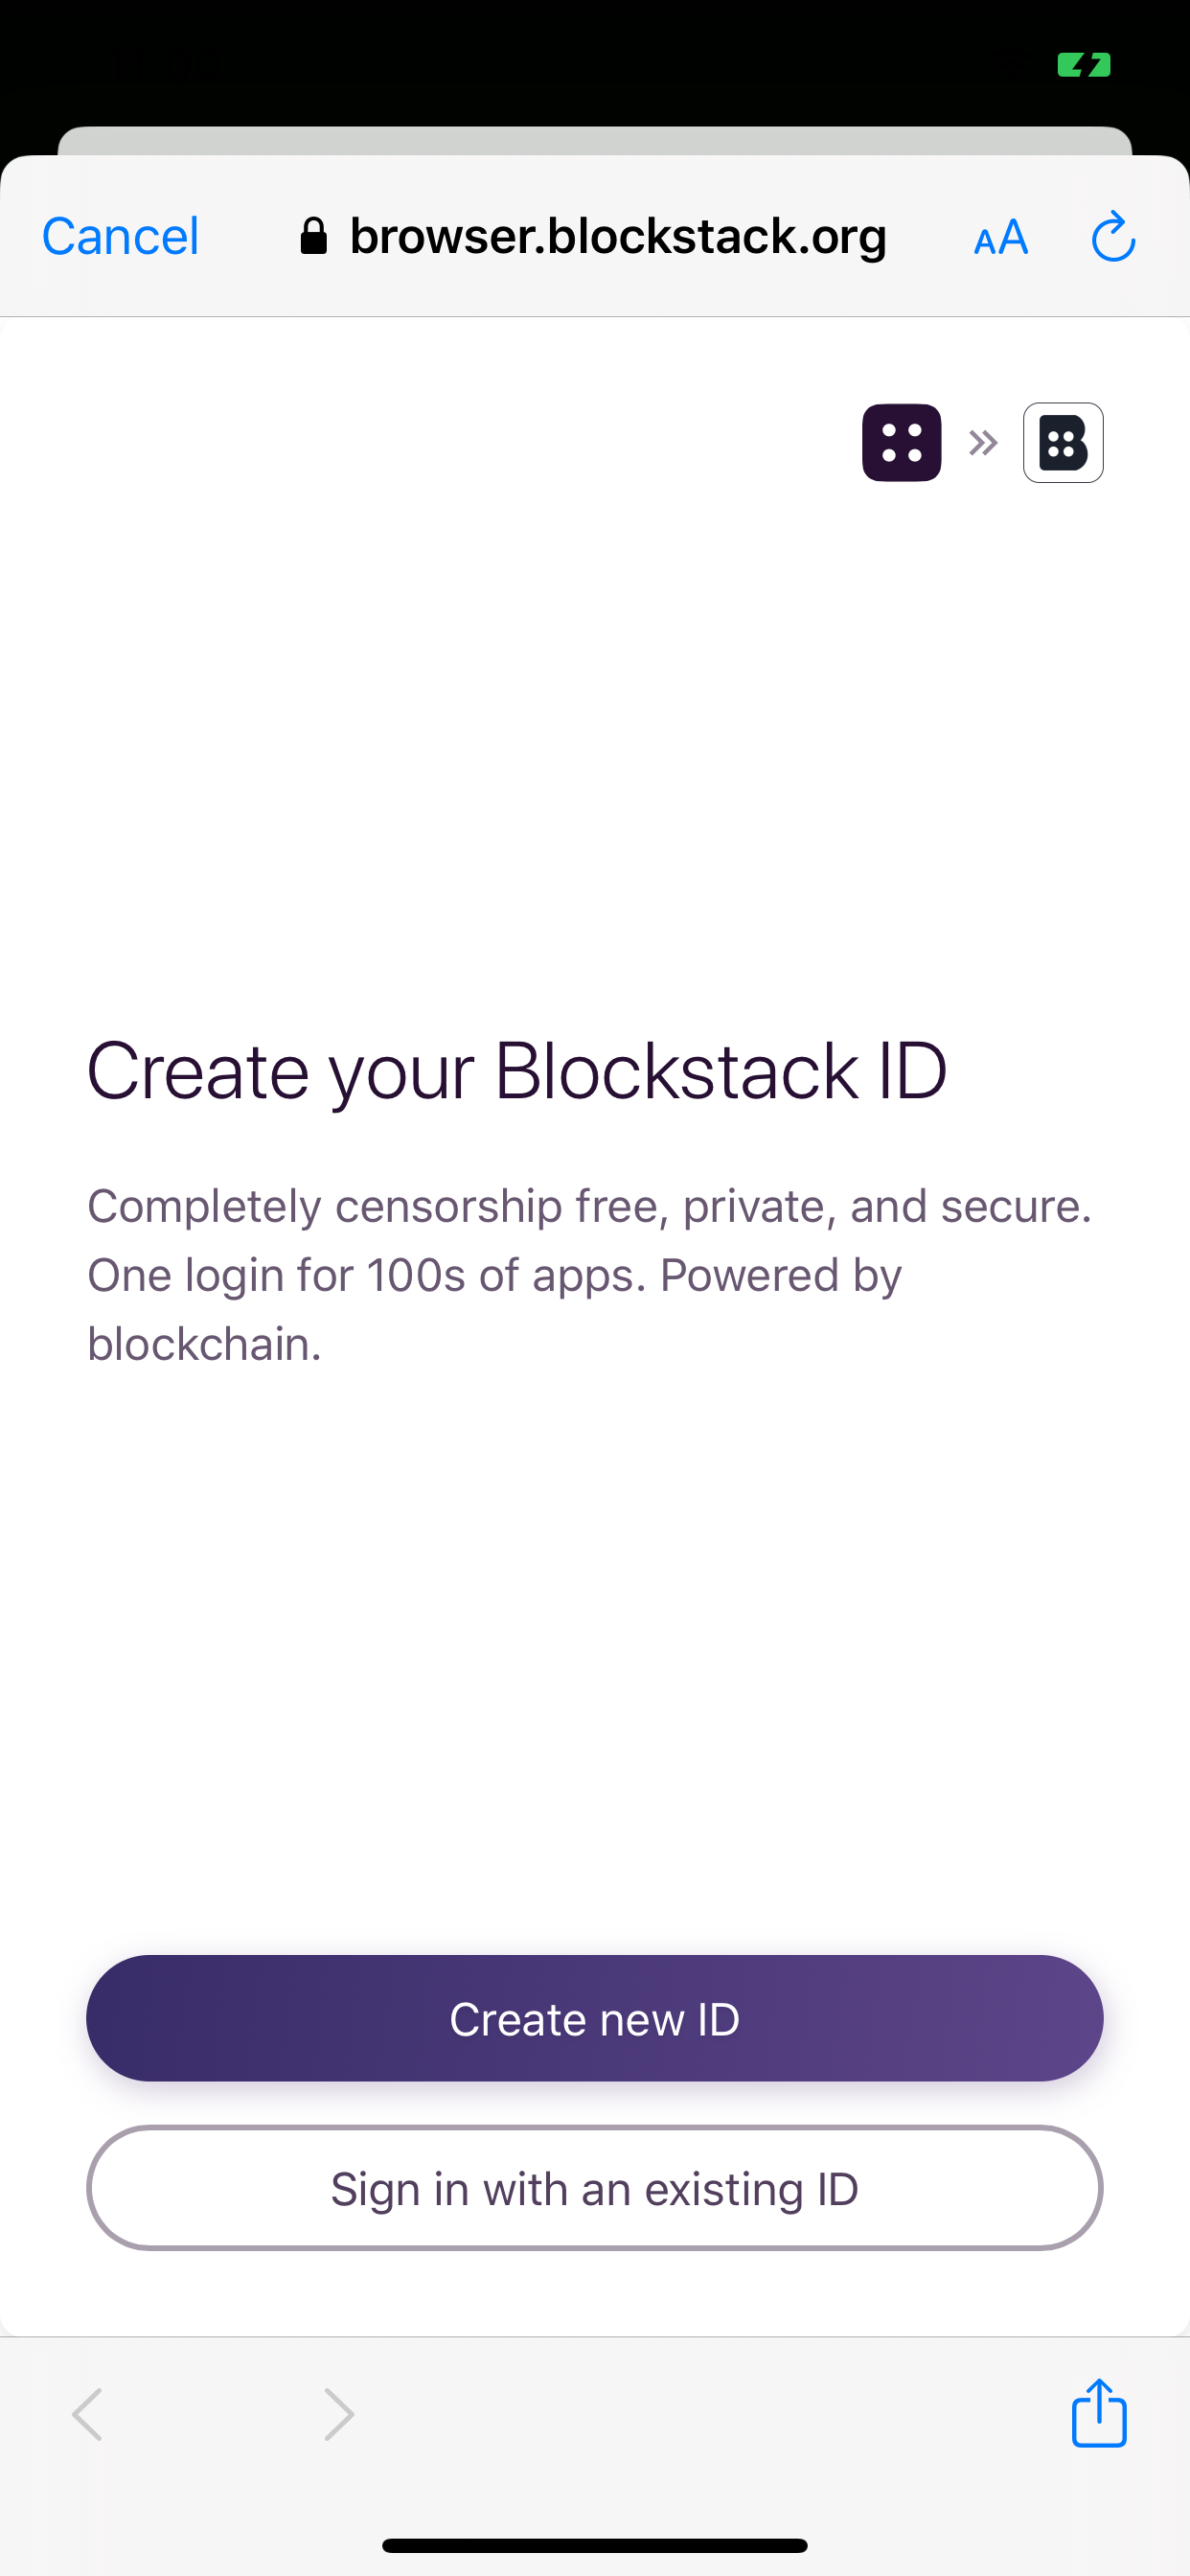 Cancel browser.blockstack.org AA
B
Create your Blockstack ID
Completely censorship free, private, and secure.
One login for 100s of apps. Powered by
blockchain.
Create new ID
Sign in with an existing ID